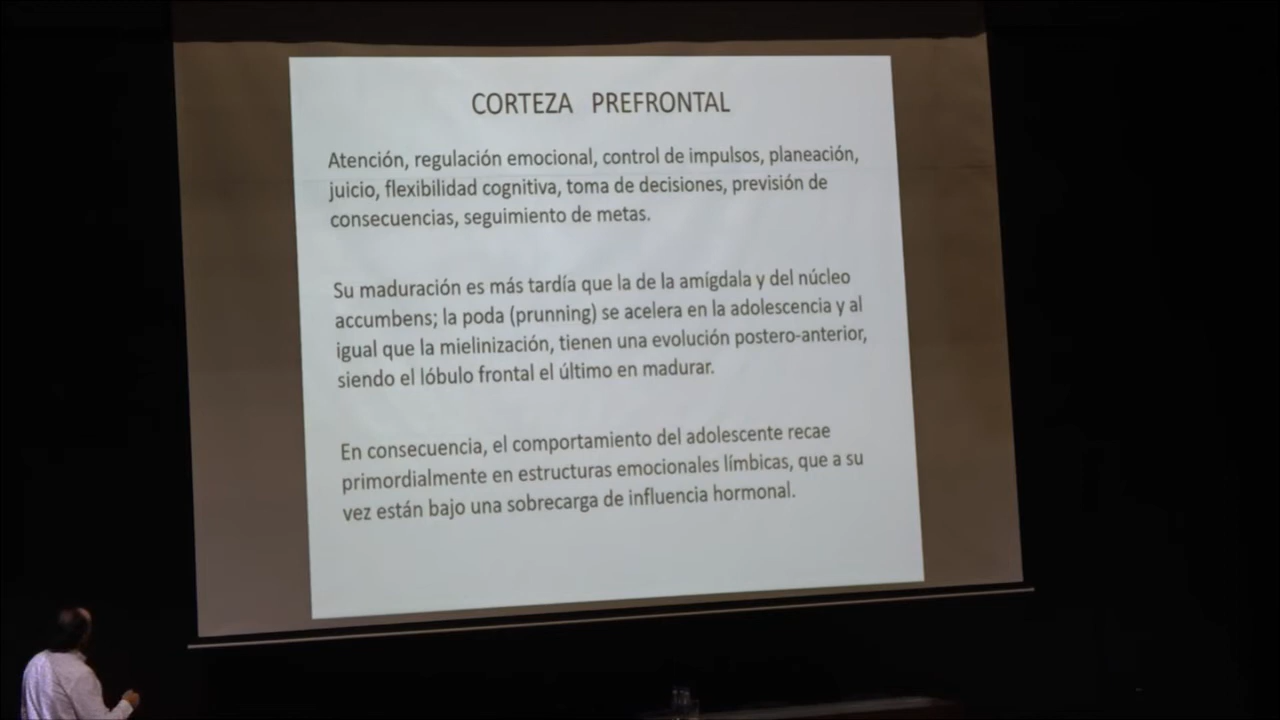 CORTEZA PREFRONTAL
Atención, regulación emocional, control de impulsos, planeación,
juicio, flexibilidad cognitiva, toma de decisiones, previsión de
consecuencias, seguimiento de metas.
Su maduración es más tardía que la de la amígdala y del núcleo
accumbens; la poda (prunning) se acelera en la adolescencia y al
igual que la mielinización, tienen una evolución postero-anterior,
siendo el lóbulo frontal el último en madurar.
En consecuencia, el comportamiento del adolescente recae
primordialmente en estructuras emocionales límbicas, que a su
vez están bajo una sobrecarga de influencia hormonal.